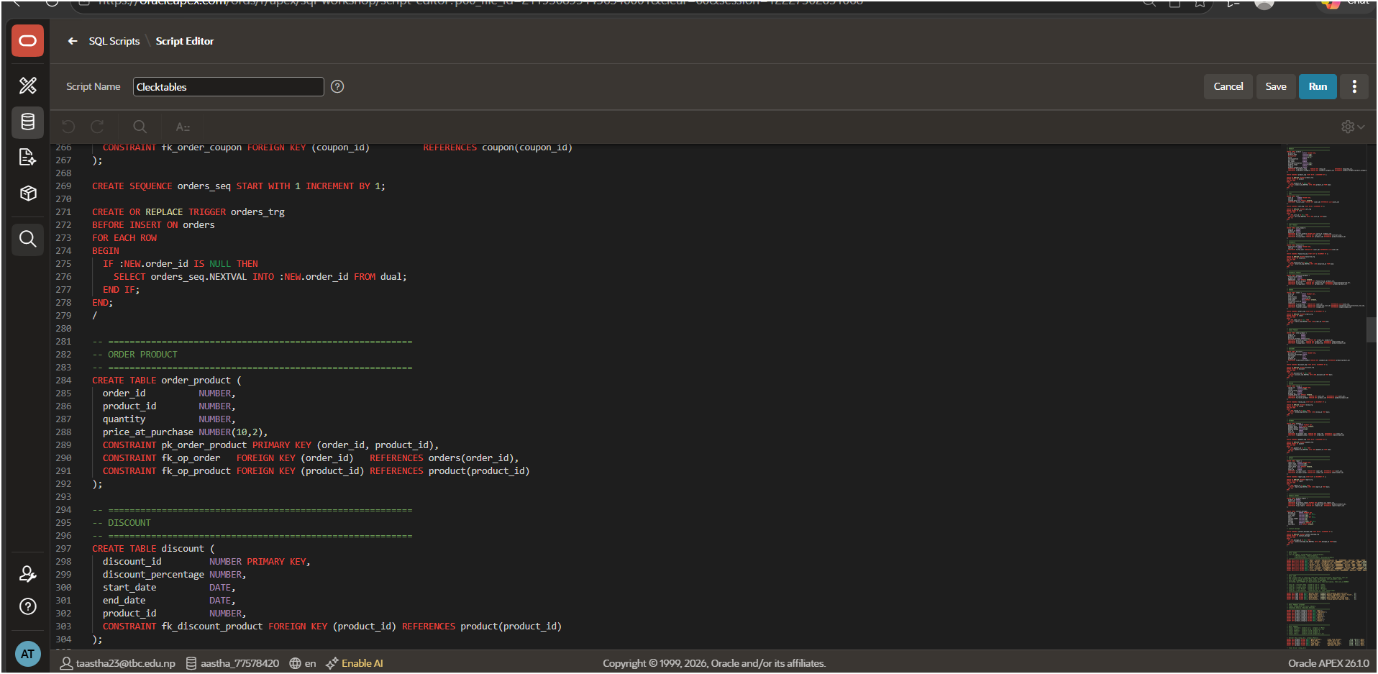 SQL Scripts \ Script Editor
Script Name Clecktables ?
Cancel Save Run
266 CONSTRAINT fk_order_coupon FOREIGN KEY (coupon_id) REFERENCES coupon(coupon_id)
267 );
268
269 CREATE SEQUENCE orders_seq START WITH 1 INCREMENT BY 1;
270
271 CREATE OR REPLACE TRIGGER orders_trg
272 BEFORE INSERT ON orders
273 FOR EACH ROW
274 BEGIN
275 IF :NEW.order_id IS NULL THEN
276 SELECT orders_seq.NEXTVAL INTO :NEW.order_id FROM dual;
277 END IF;
278 END;
279 /
280
281 -- =========================================================
282 -- ORDER PRODUCT
283 -- =========================================================
284 CREATE TABLE order_product (
285 order_id NUMBER,
286 product_id NUMBER,
287 quantity NUMBER,
288 price_at_purchase NUMBER(10,2),
289 CONSTRAINT pk_order_product PRIMARY KEY (order_id, product_id),
290 CONSTRAINT fk_op_order FOREIGN KEY (order_id) REFERENCES orders(order_id),
291 CONSTRAINT fk_op_product FOREIGN KEY (product_id) REFERENCES product(product_id)
292 );
293
294 -- =========================================================
295 -- DISCOUNT
296 -- =========================================================
297 CREATE TABLE discount (
298 discount_id NUMBER PRIMARY KEY,
299 discount_percentage NUMBER,
300 start_date DATE,
301 end_date DATE,
302 product_id NUMBER,
303 CONSTRAINT fk_discount_product FOREIGN KEY (product_id) REFERENCES product(product_id)
304 );
AT
taastha23@tbc.edu.np aastha_77578420 en Enable AI Copyright © 1999, 2026, Oracle and/or its affiliates. Oracle APEX 26.1.0